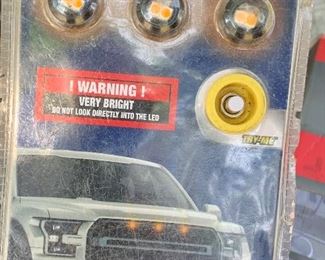 ! WARNING !
VERY BRIGHT
DO NOT LOOK DIRECTLY INTO THE LED
TRY-ME